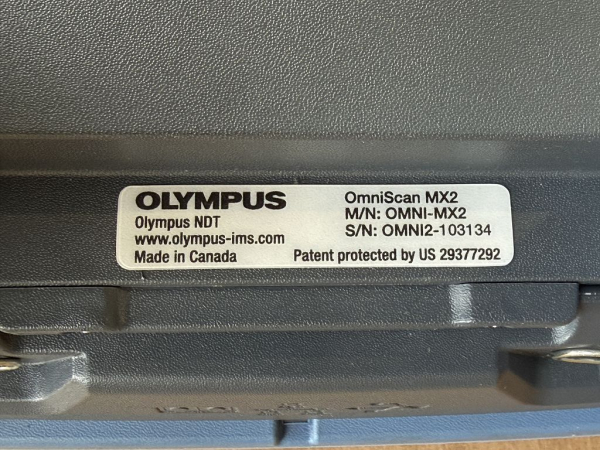 OLYMPUS
Olympus NDT
www.olympus-ims.com
Made in Canada
OmniScan MX2
M/N: OMNI-MX2
S/N: OMNI2-103134
Patent protected by US 29377292